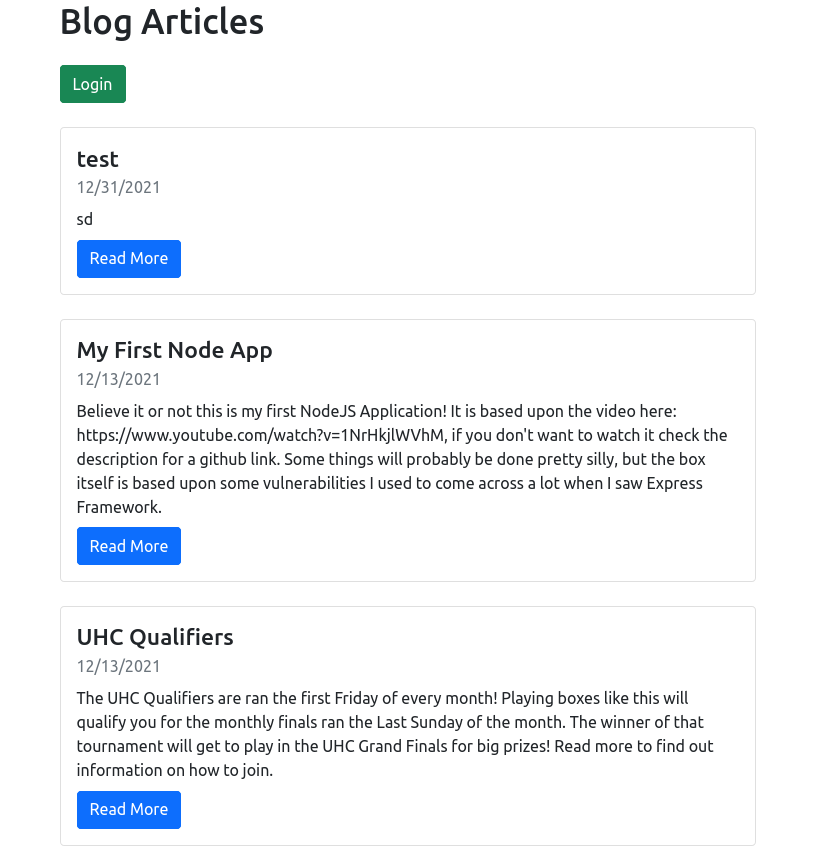 Blog Articles
Login
test
12/31/2021
sd
Read More
My First Node App
12/13/2021
Believe it or not this is my first NodeJS Application! It is based upon the video here:
https://www.youtube.com/watch?v=1NrHkjlWVhM, if you don't want to watch it check the
description for a github link. Some things will probably be done pretty silly, but the box
itself is based upon some vulnerabilities I used to come across a lot when I saw Express
Framework.
Read More
UHC Qualifiers
12/13/2021
The UHC Qualifiers are ran the first Friday of every month! Playing boxes like this will
qualify you for the monthly finals ran the Last Sunday of the month. The winner of that
tournament will get to play in the UHC Grand Finals for big prizes! Read more to find out
information on how to join.
Read More